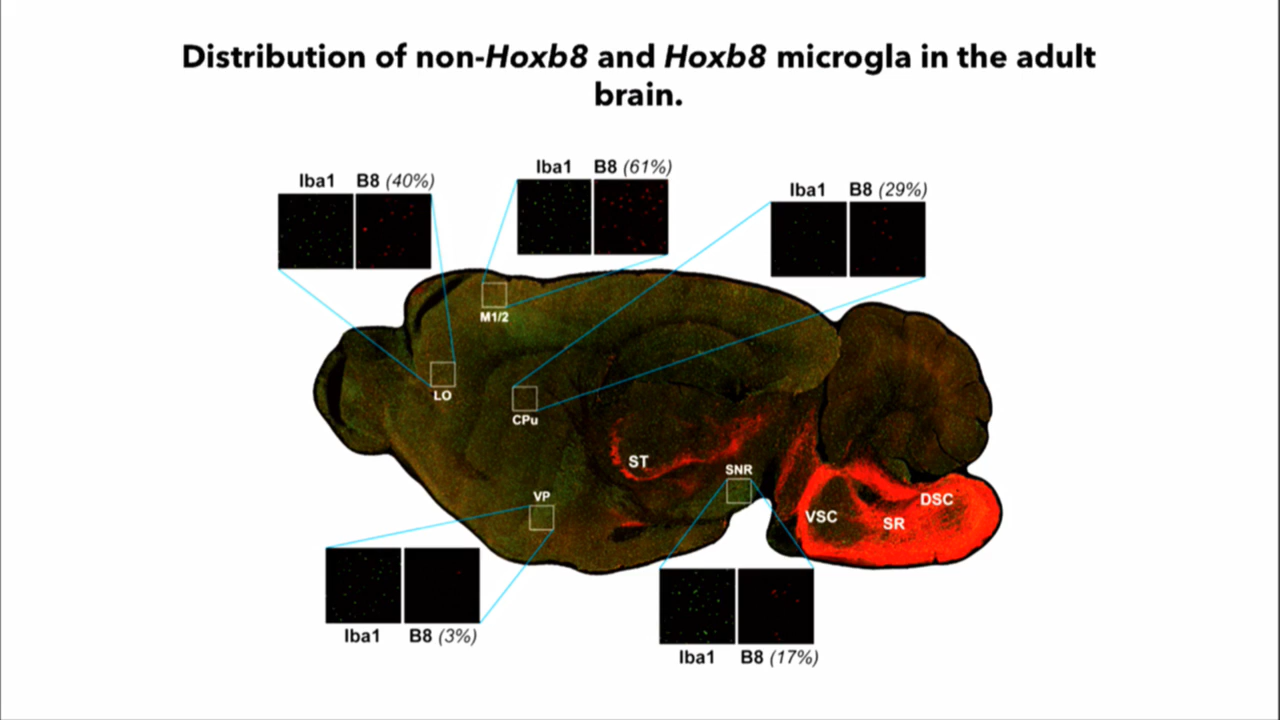 Distribution of non-Hoxb8 and Hoxb8 microgla in the adult
brain.
Iba1 B8 (40%)
Iba1 B8 (61%)
Iba1 B8 (29%)
M1/2
LO
CPu
ST
SNR
VP
VSC
SR
DSC
Iba1 B8 (3%)
Iba1 B8 (17%)